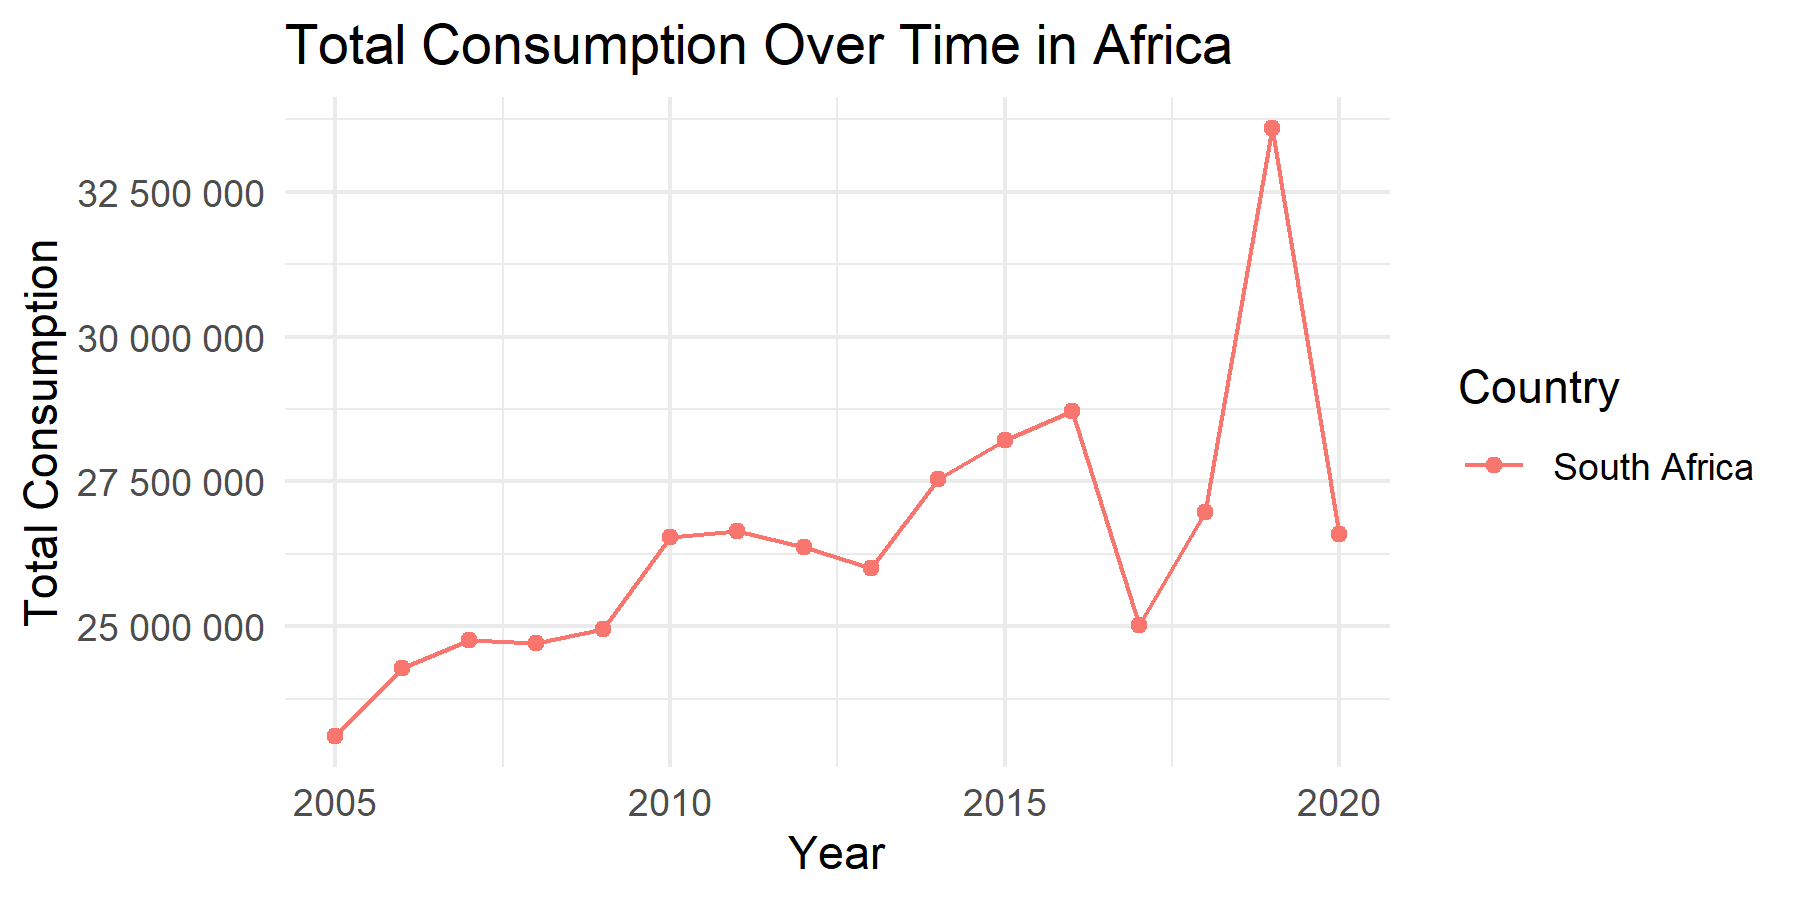 Total Consumption Over Time in Africa
Total Consumption
32 500 000
30 000 000
27 500 000
25 000 000
2005
2010
2015
2020
Year
Country
South Africa